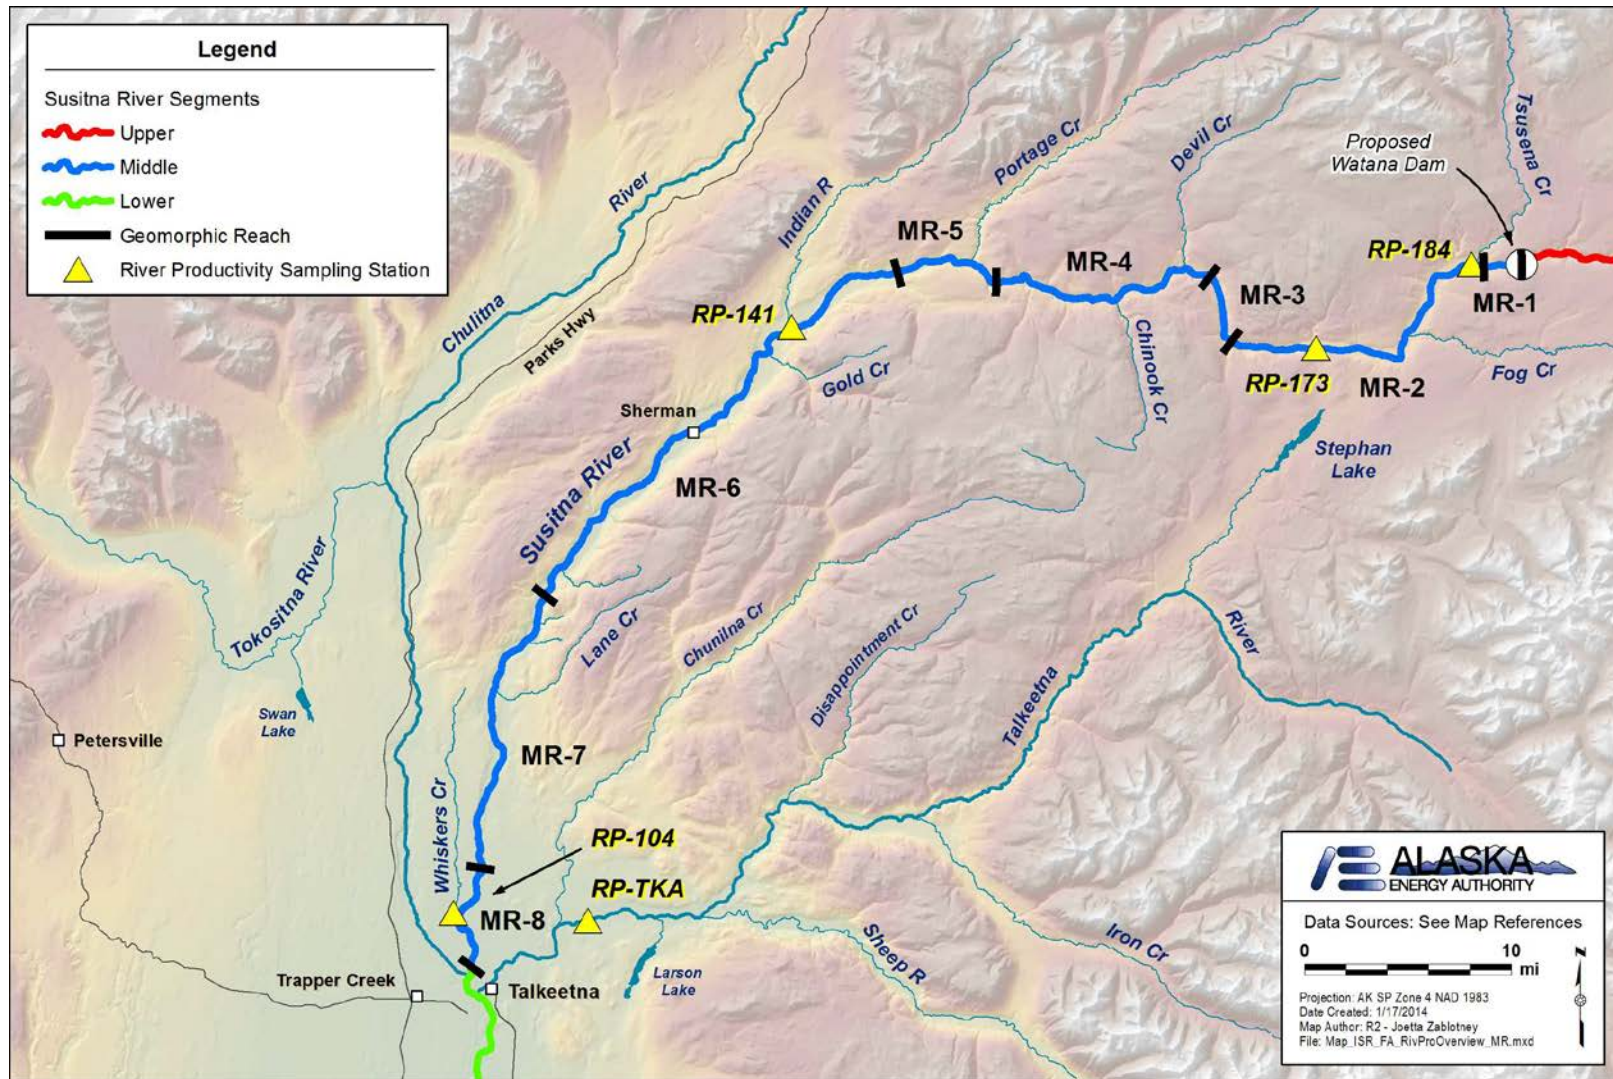 Legend
Susitna River Segments
Upper
Middle
Lower
Geomorphic Reach
River Productivity Sampling Station
River
Chulitna
Parks Hwy
Indian R
Portage Cr
Devil Cr
Tsusena Cr
Proposed
Watana Dam
MR-5
MR-4
RP-184
MR-1
MR-3
RP-141
Gold Cr
Chinook Cr
RP-173
MR-2
Fog Cr
Sherman
Stephan
Lake
MR-6
Susitna River
Tokositna River
Lane Cr
Chunilna Cr
Disappointment Cr
River
Talkeetna
Swan
Lake
Petersville
MR-7
Whiskers Cr
RP-104
RP-TKA
MR-8
Sheep R
Iron Cr
Larson
Lake
Trapper Creek
Talkeetna
ALASKA
ENERGY AUTHORITY
Data Sources: See Map References
0 10
mi
N
Projection: AK SP Zone 4 NAD 1983
Date Created: 1/17/2014
Map Author: R2 - Joetta Zablotney
File: Map_ISR_FA_RivProOverview_MR.mxd